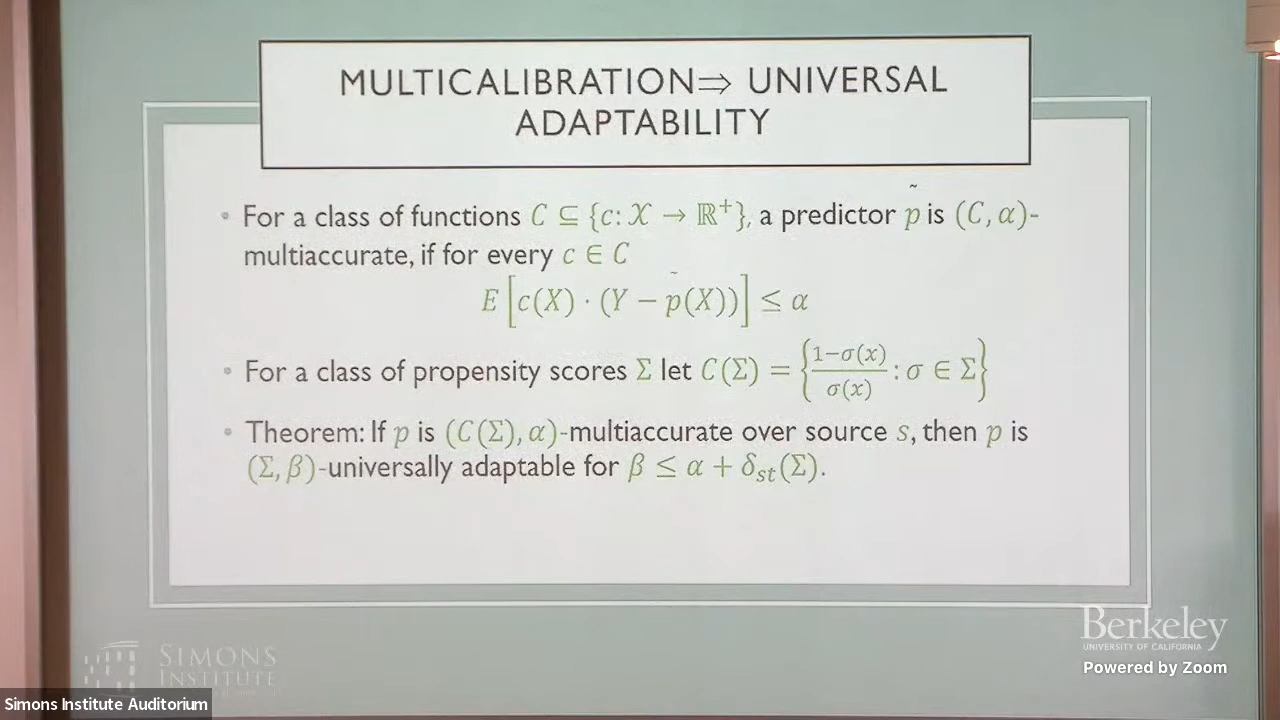 MULTICALIBRATION⇒ UNIVERSAL
ADAPTABILITY
• For a class of functions C ⊆ {c: X → ℝ⁺}, a predictor p̃ is (C, α)-
multiaccurate, if for every c ∈ C
E[c(X) · (Y − p̃(X))] ≤ α
• For a class of propensity scores Σ let C(Σ) = {(1−σ(x))/σ(x) : σ ∈ Σ}
• Theorem: If p is (C(Σ), α)-multiaccurate over source s, then p is
(Σ, β)-universally adaptable for β ≤ α + δ_st(Σ).
Berkeley
UNIVERSITY OF CALIFORNIA
SIMONS
INSTITUTE
Powered by Zoom
Simons Institute Auditorium